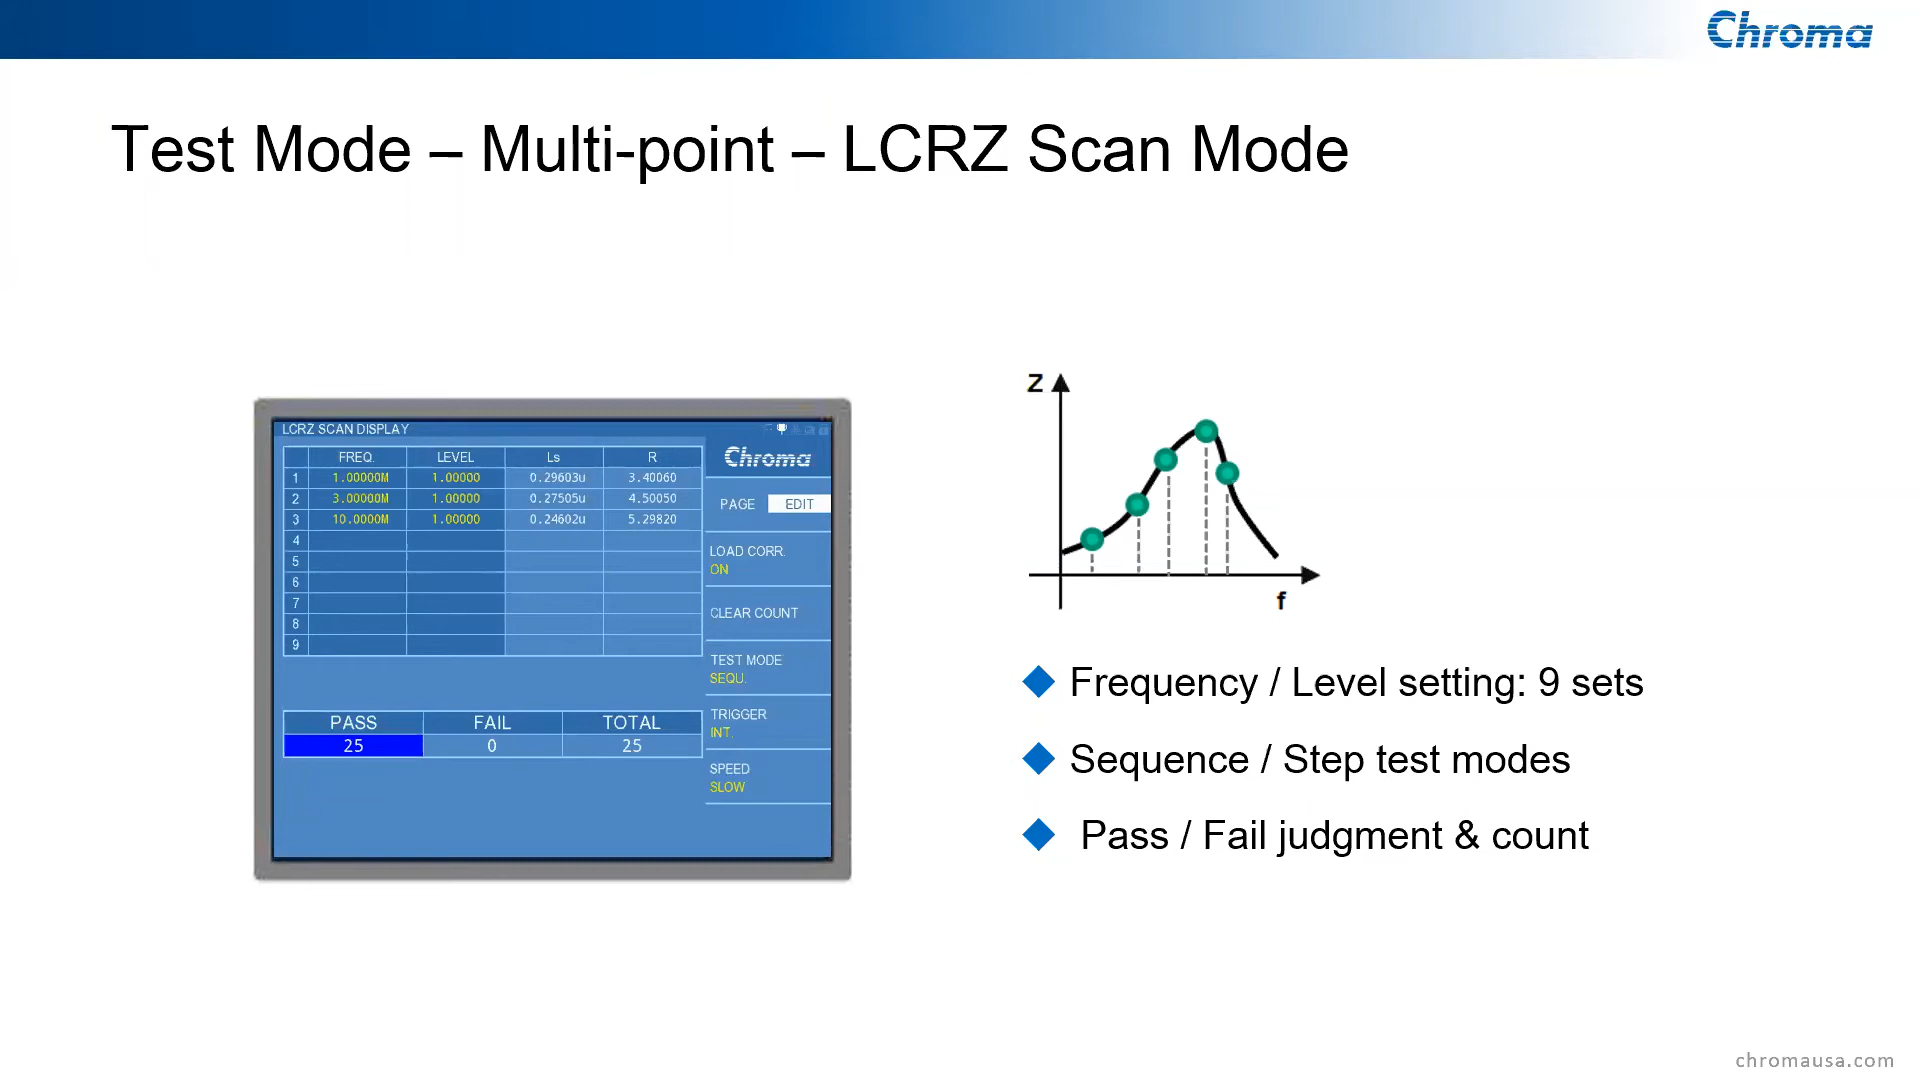 Chroma
Test Mode – Multi-point – LCRZ Scan Mode
LCRZ SCAN DISPLAY
FREQ. LEVEL Ls R
1 1.00000M 1.00000 0.29603u 3.40060
2 3.00000M 1.00000 0.27505u 4.50050
3 10.0000M 1.00000 0.24602u 5.29820
4
5
6
7
8
9
PASS FAIL TOTAL
25 0 25
Chroma
PAGE EDIT
LOAD CORR.
ON
CLEAR COUNT
TEST MODE
SEQU.
TRIGGER
INT.
SPEED
SLOW
Z
f
Frequency / Level setting: 9 sets
Sequence / Step test modes
Pass / Fail judgment & count
chromausa.com